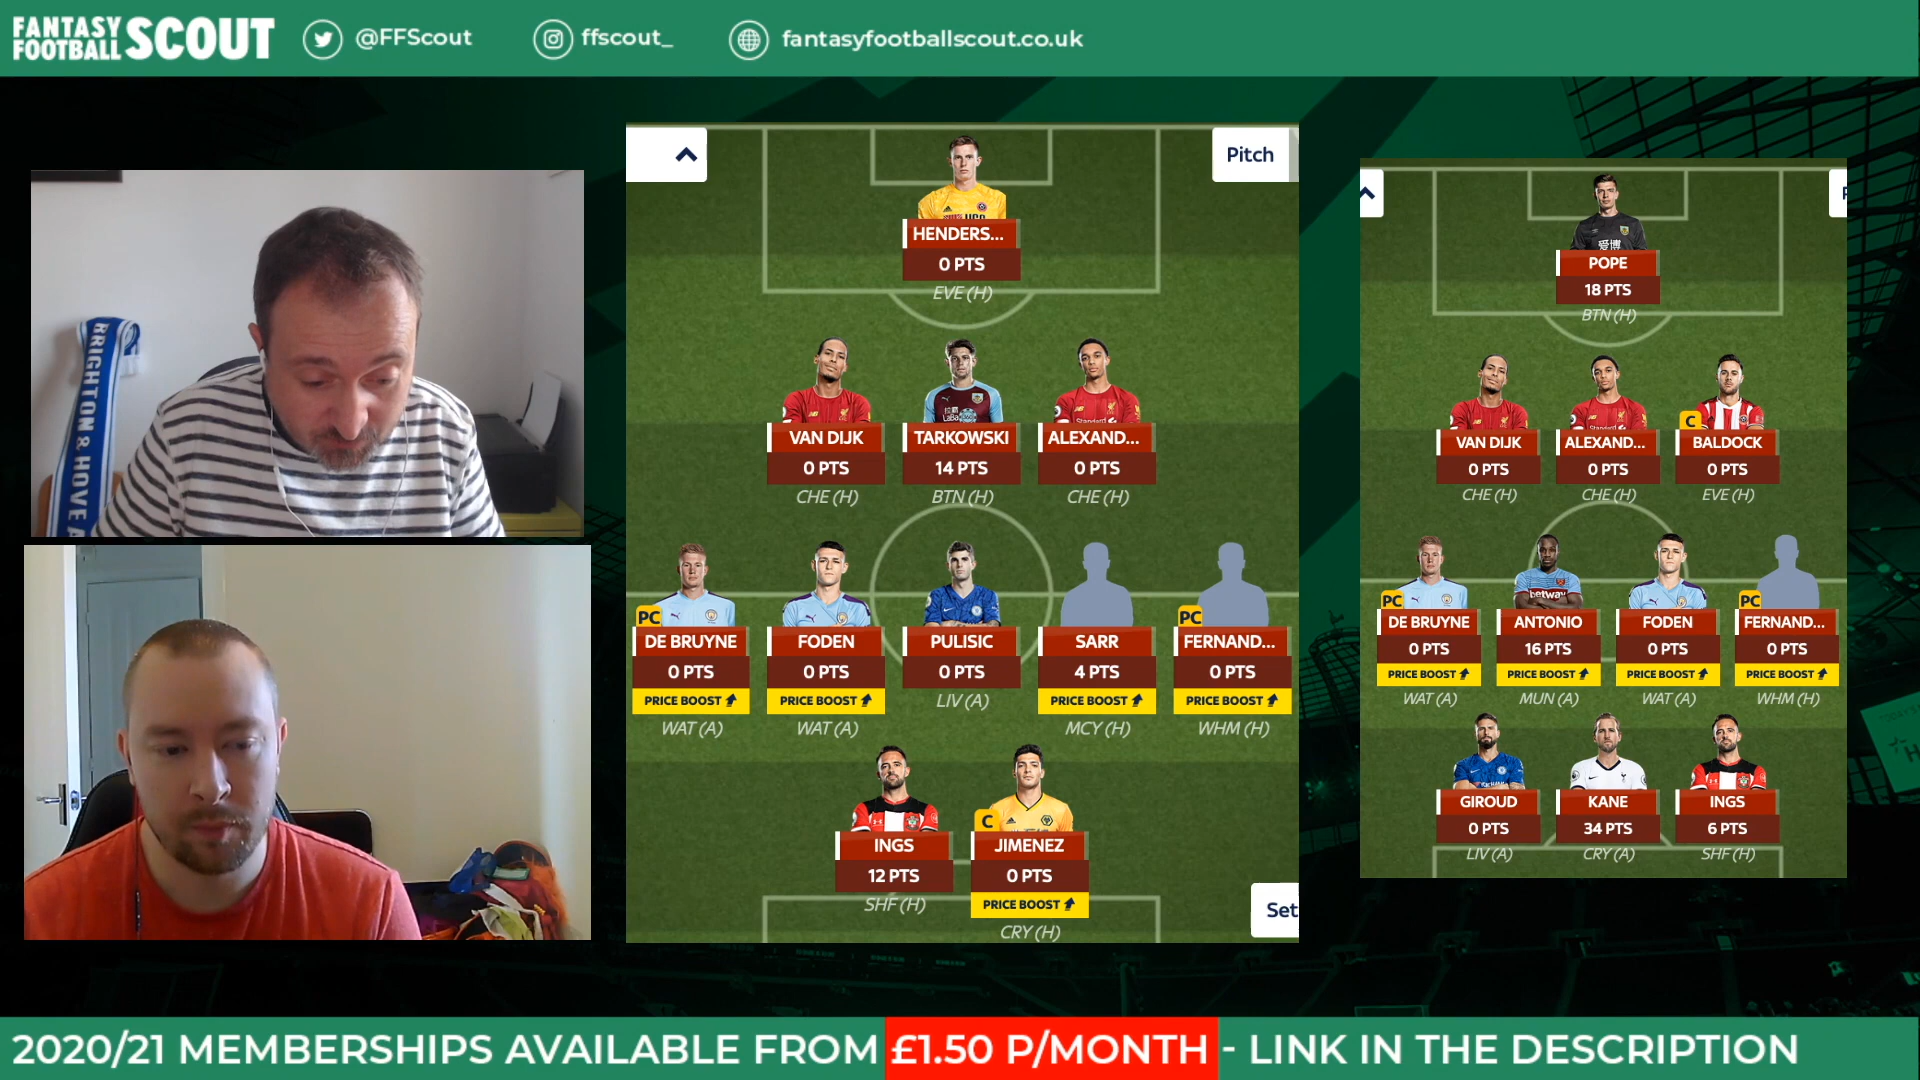 FANTASY
FOOTBALL SCOUT
@FFScout
ffscout_
fantasyfootballscout.co.uk
BRIGHTON & HOVE A
Pitch
HENDERS...
0 PTS
EVE (H)
VAN DIJK
0 PTS
CHE (H)
TARKOWSKI
14 PTS
BTN (H)
ALEXAND...
0 PTS
CHE (H)
PC
DE BRUYNE
0 PTS
PRICE BOOST
WAT (A)
FODEN
0 PTS
PRICE BOOST
WAT (A)
PULISIC
0 PTS
LIV (A)
SARR
4 PTS
PRICE BOOST
MCY (H)
PC
FERNAND...
0 PTS
PRICE BOOST
WHM (H)
INGS
12 PTS
SHF (H)
C
JIMENEZ
0 PTS
PRICE BOOST
CRY (H)
Set
POPE
18 PTS
BTN (H)
VAN DIJK
0 PTS
CHE (H)
ALEXAND...
0 PTS
CHE (H)
C
BALDOCK
0 PTS
EVE (H)
PC
DE BRUYNE
0 PTS
PRICE BOOST
WAT (A)
betway
ANTONIO
16 PTS
PRICE BOOST
MUN (A)
FODEN
0 PTS
PRICE BOOST
WAT (A)
PC
FERNAND...
0 PTS
PRICE BOOST
WHM (H)
GIROUD
0 PTS
LIV (A)
KANE
34 PTS
CRY (A)
INGS
6 PTS
SHF (H)
2020/21 MEMBERSHIPS AVAILABLE FROM £1.50 P/MONTH - LINK IN THE DESCRIPTION